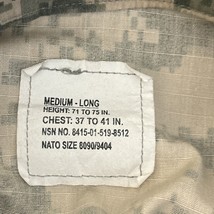 MEDIUM - LONG
HEIGHT: 71 TO 75 IN.
CHEST: 37 TO 41 IN.
NSN NO. 8415-01-519-8512
NATO SIZE 8090/9404